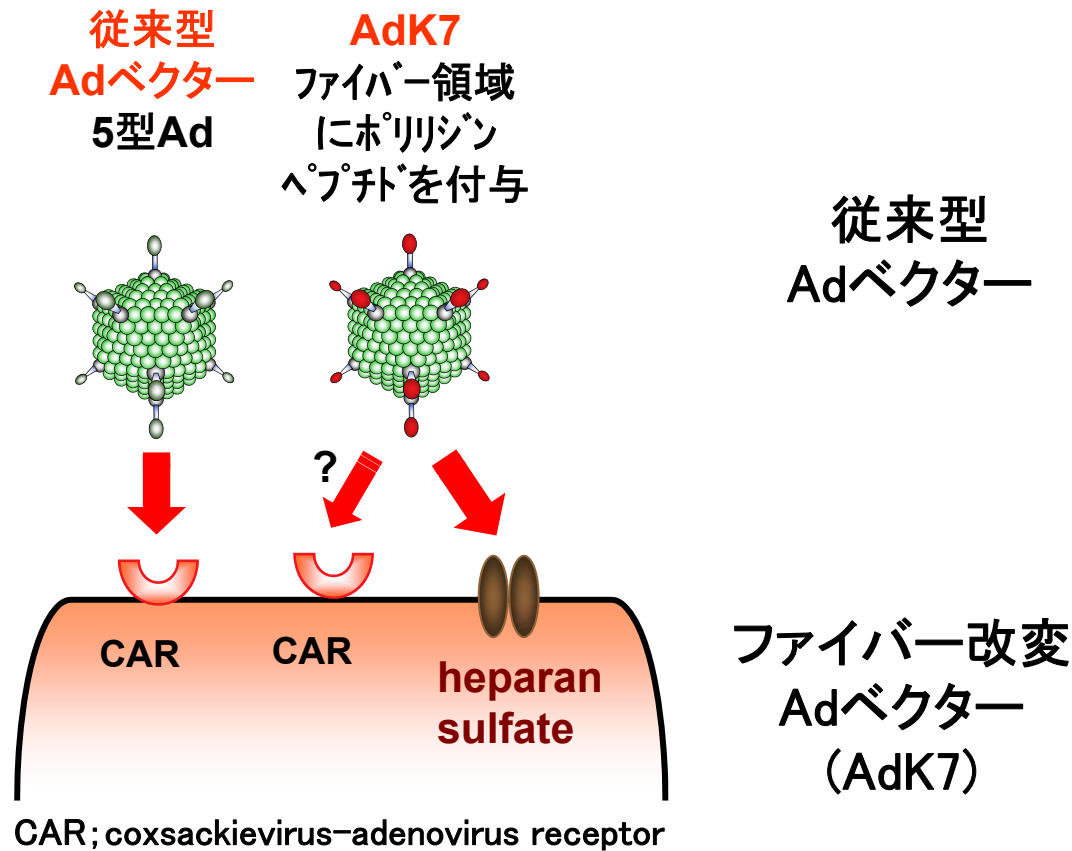 従来型
Adベクター
5型Ad
AdK7
ファイバー領域
にポリリジン
ペプチドを付与
従来型
Adベクター
?
CAR
CAR
heparan
sulfate
ファイバー改変
Adベクター
(AdK7)
CAR；coxsackievirus-adenovirus receptor